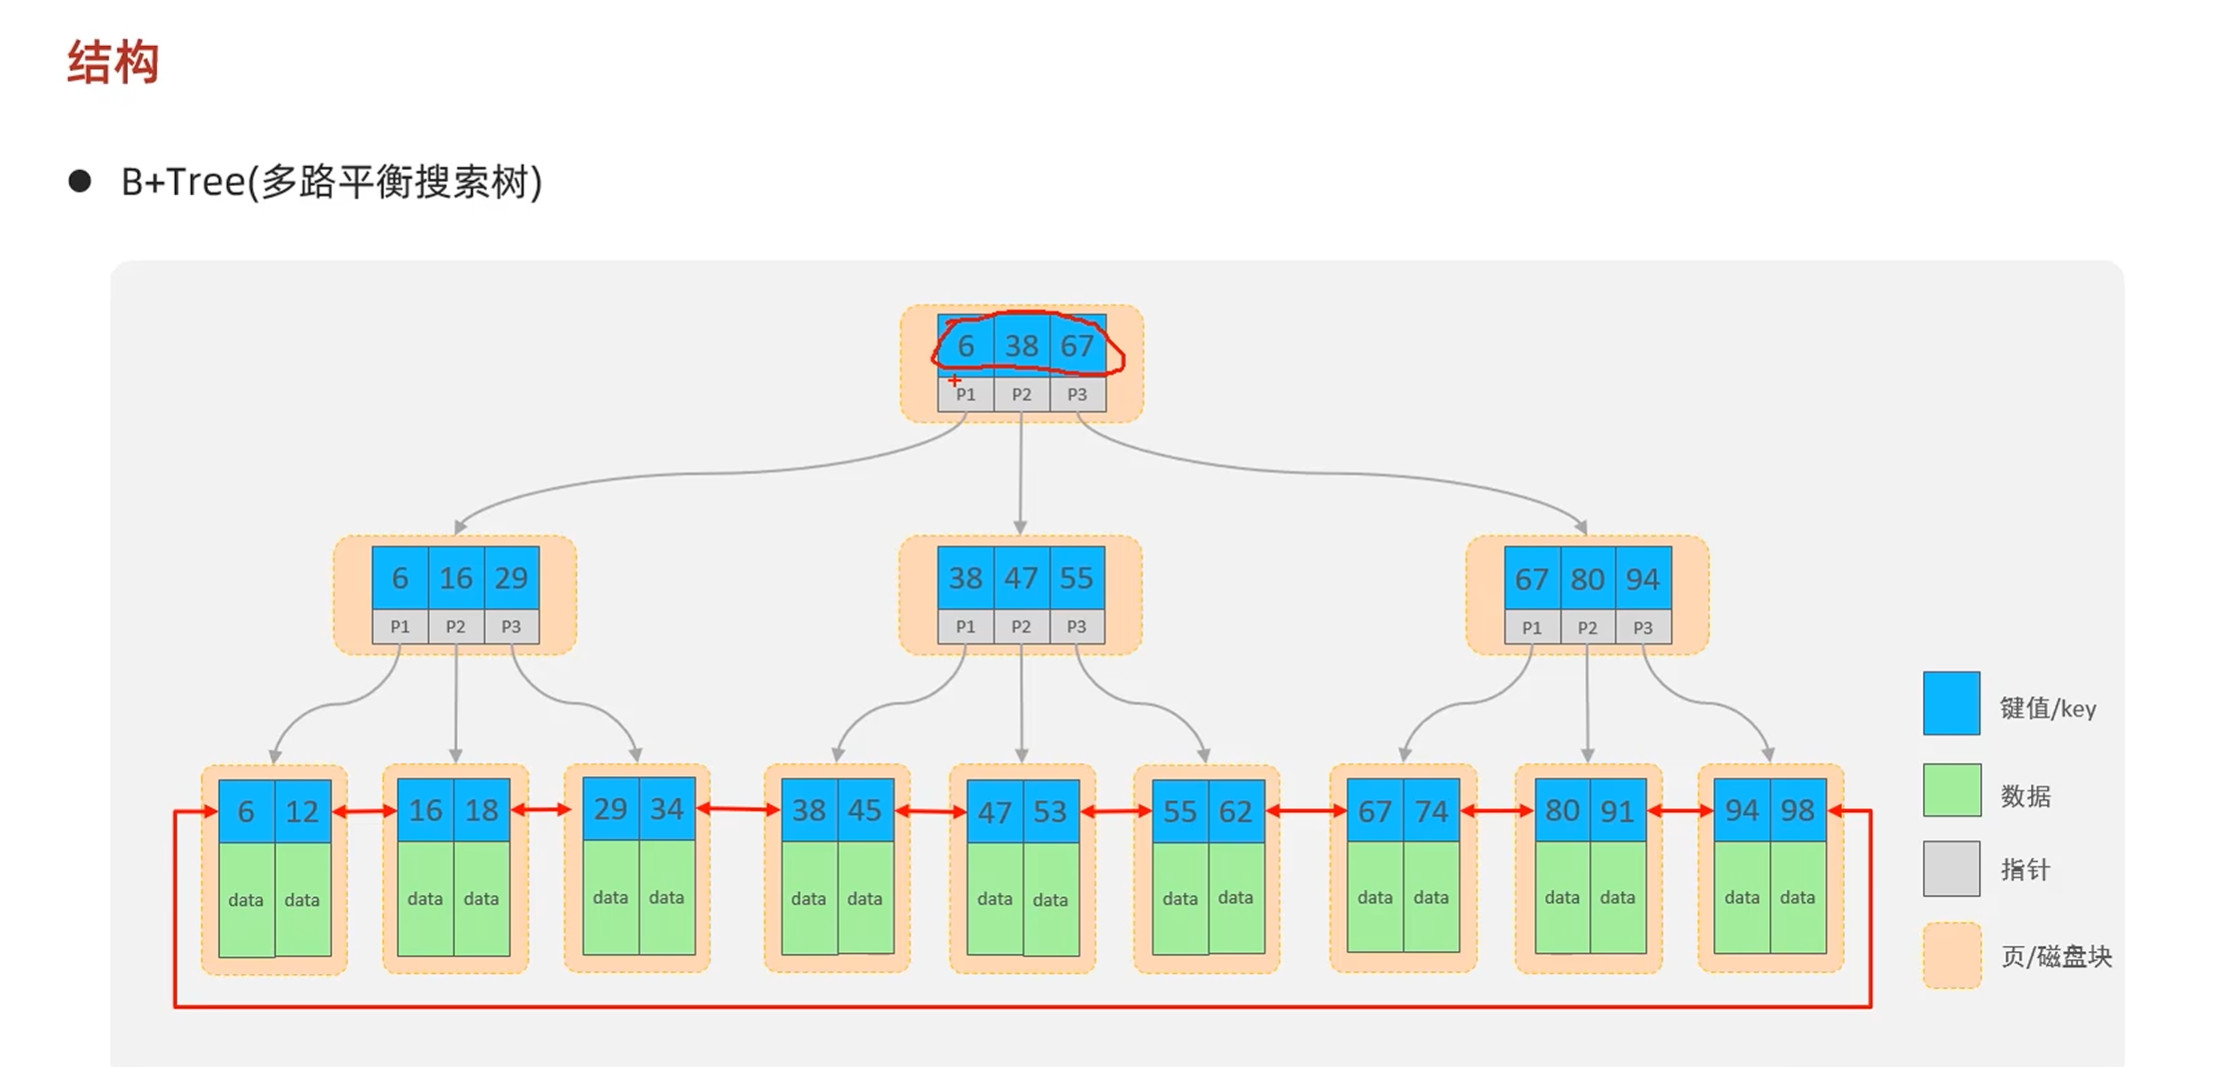 结构
● B+Tree(多路平衡搜索树)
6 38 67
P1 P2 P3
6 16 29
P1 P2 P3
38 47 55
P1 P2 P3
67 80 94
P1 P2 P3
6 12
data data
16 18
data data
29 34
data data
38 45
data data
47 53
data data
55 62
data data
67 74
data data
80 91
data data
94 98
data data
键值/key
数据
指针
页/磁盘块